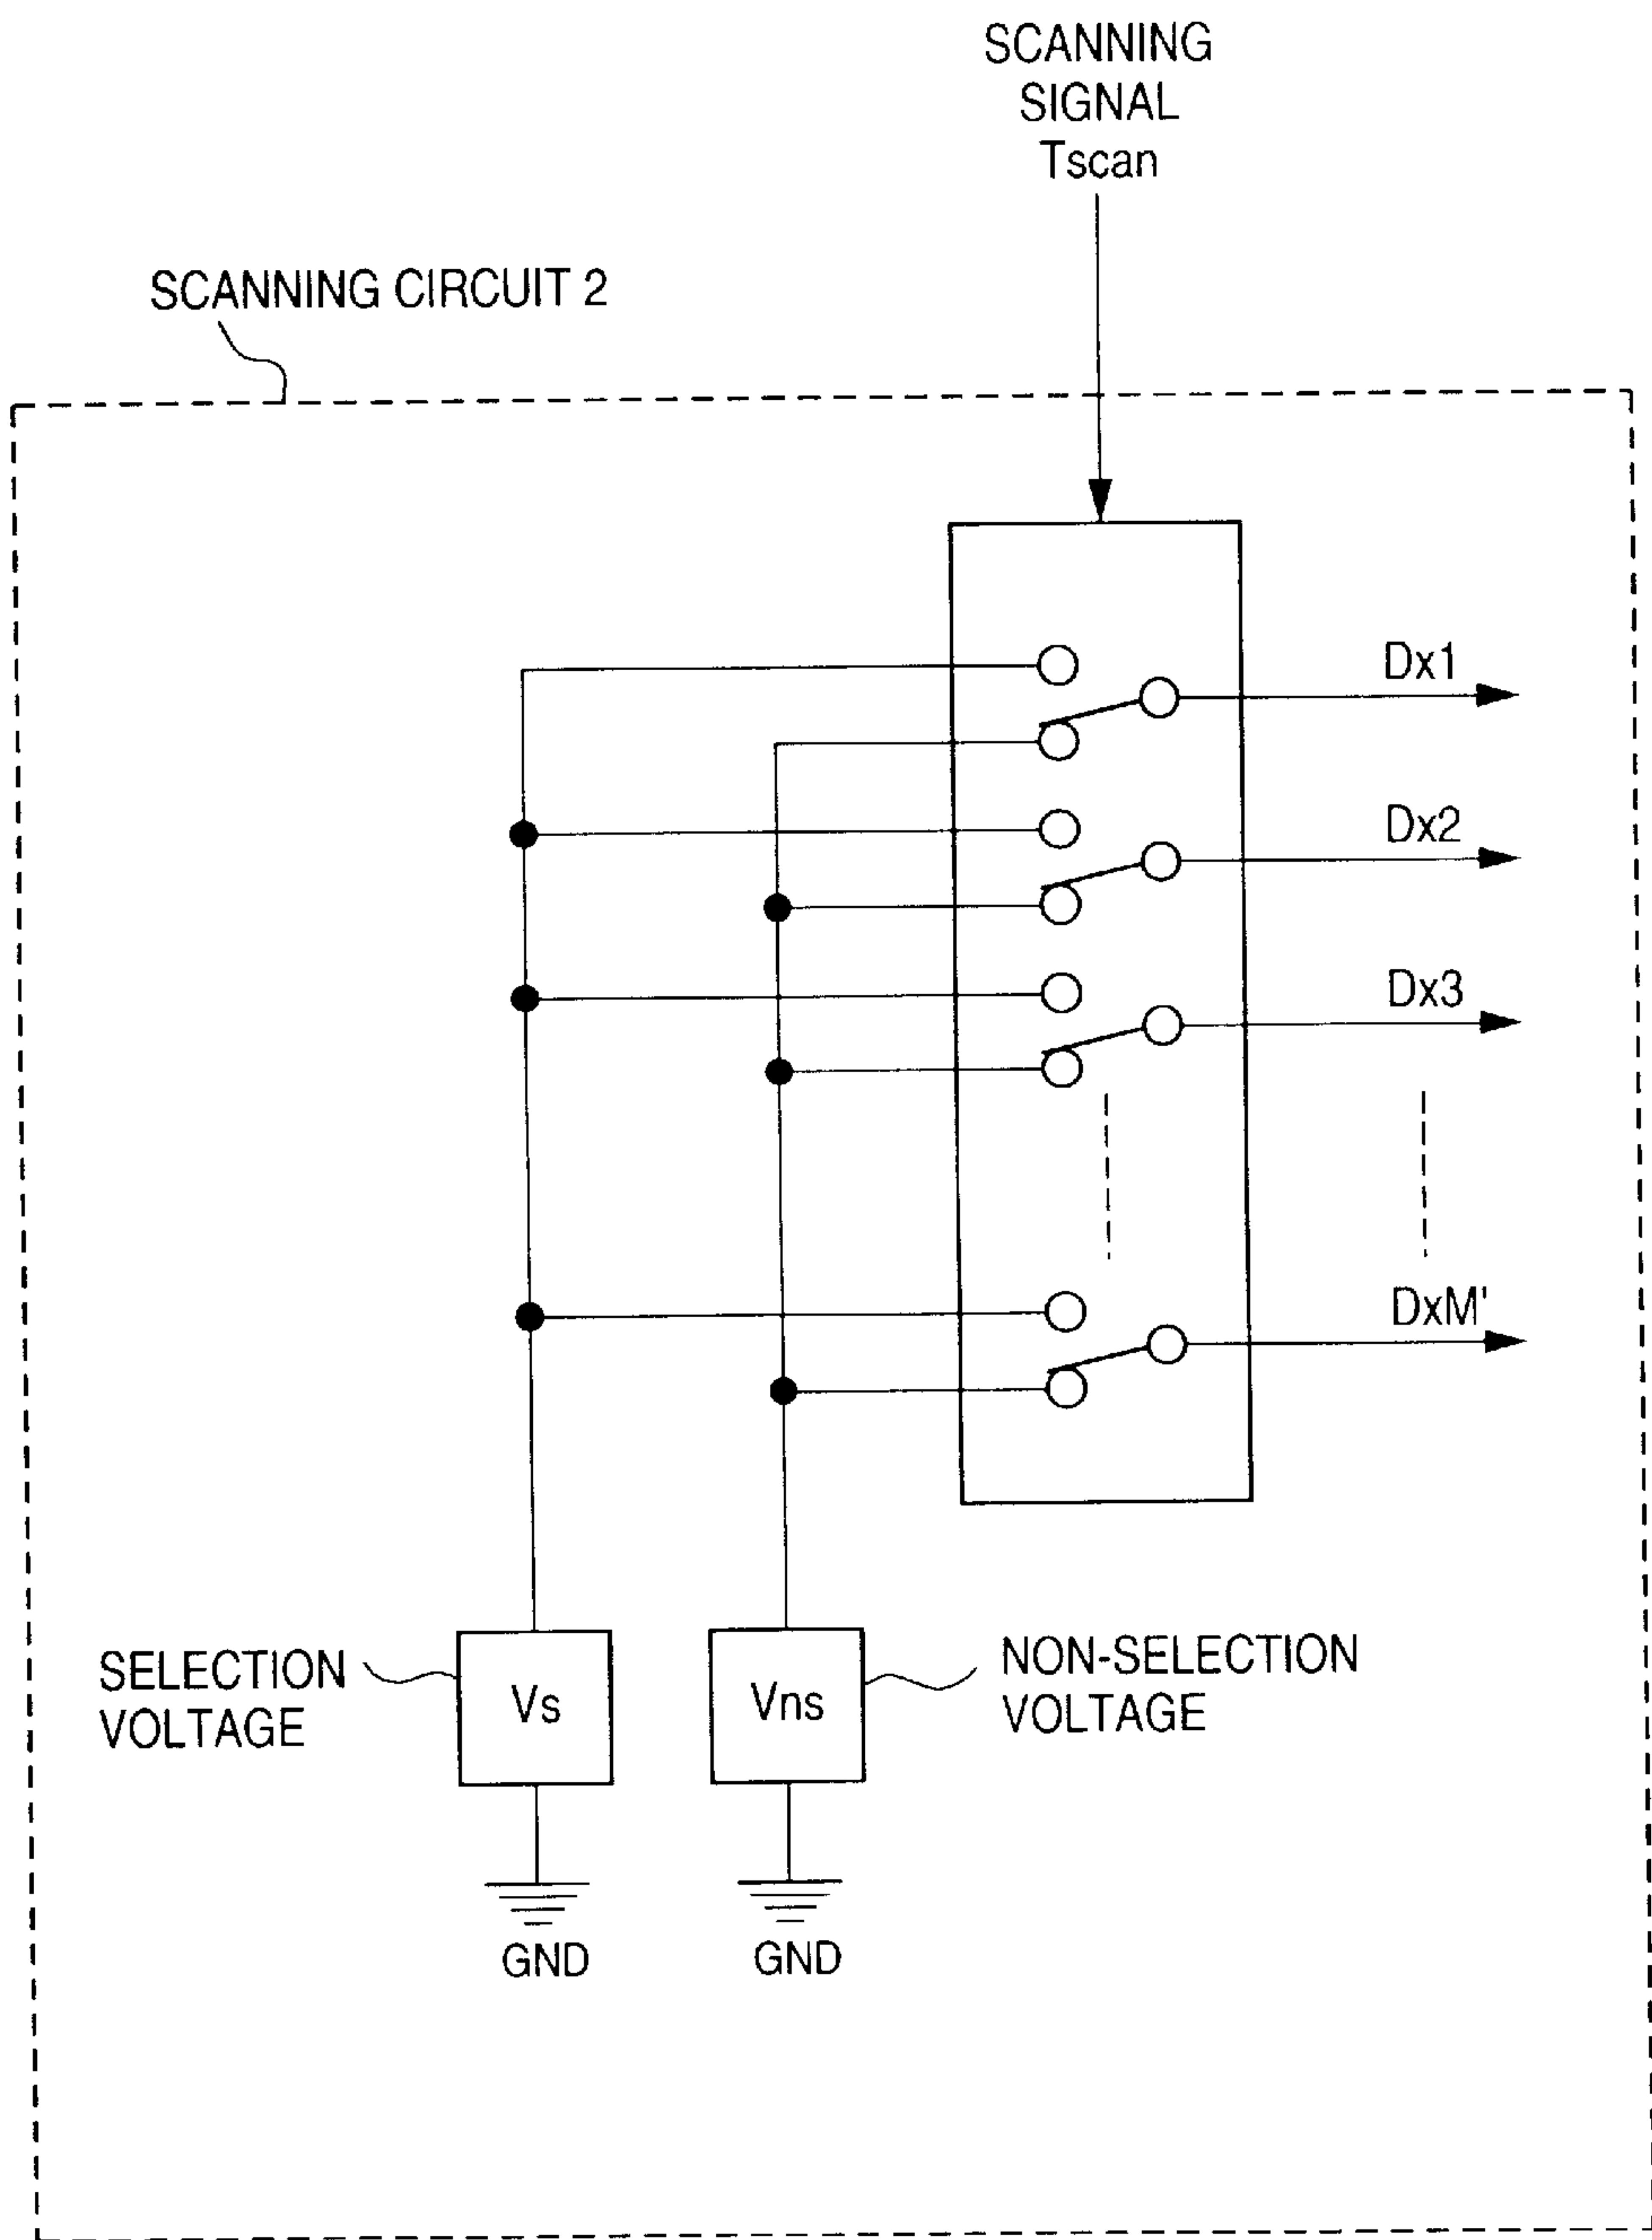 SCANNING
SIGNAL
Tscan
SCANNING CIRCUIT 2
Dx1
Dx2
Dx3
DxM'
SELECTION
VOLTAGE
Vs
Vns
NON-SELECTION
VOLTAGE
GND
GND